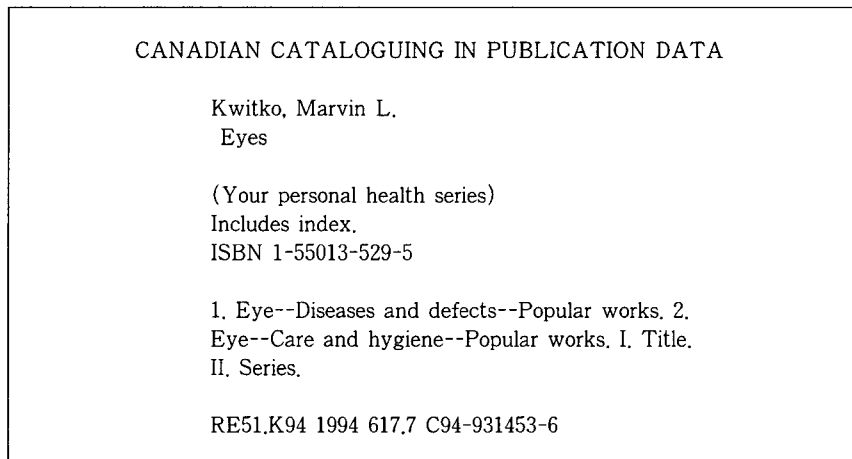 CANADIAN CATALOGUING IN PUBLICATION DATA
Kwitko, Marvin L.
Eyes
(Your personal health series)
Includes index.
ISBN 1-55013-529-5
1. Eye--Diseases and defects--Popular works. 2.
Eye--Care and hygiene--Popular works. I. Title.
II. Series.
RE51.K94 1994 617.7 C94-931453-6